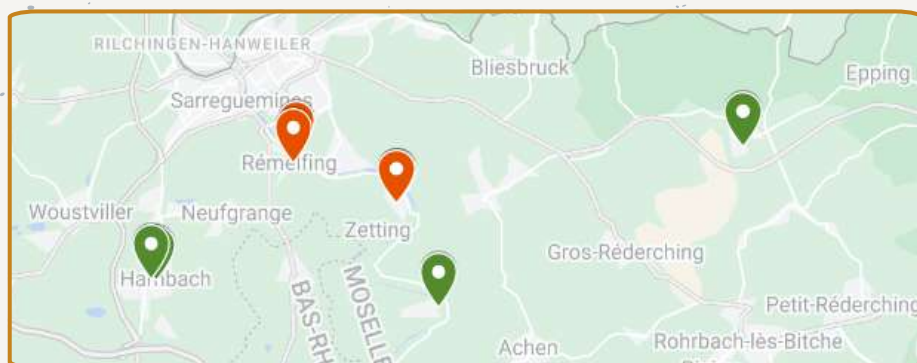 RILCHINGEN-HANWEILER
Bliesbruck
Epping
Sarreguemines
Rémelfing
Woustviller
Neufgrange
Zetting
Gros-Réderching
Hambach
MOSELLE
BAS-RH
Petit-Réderching
Rohrbach-lès-Bitche
Achen